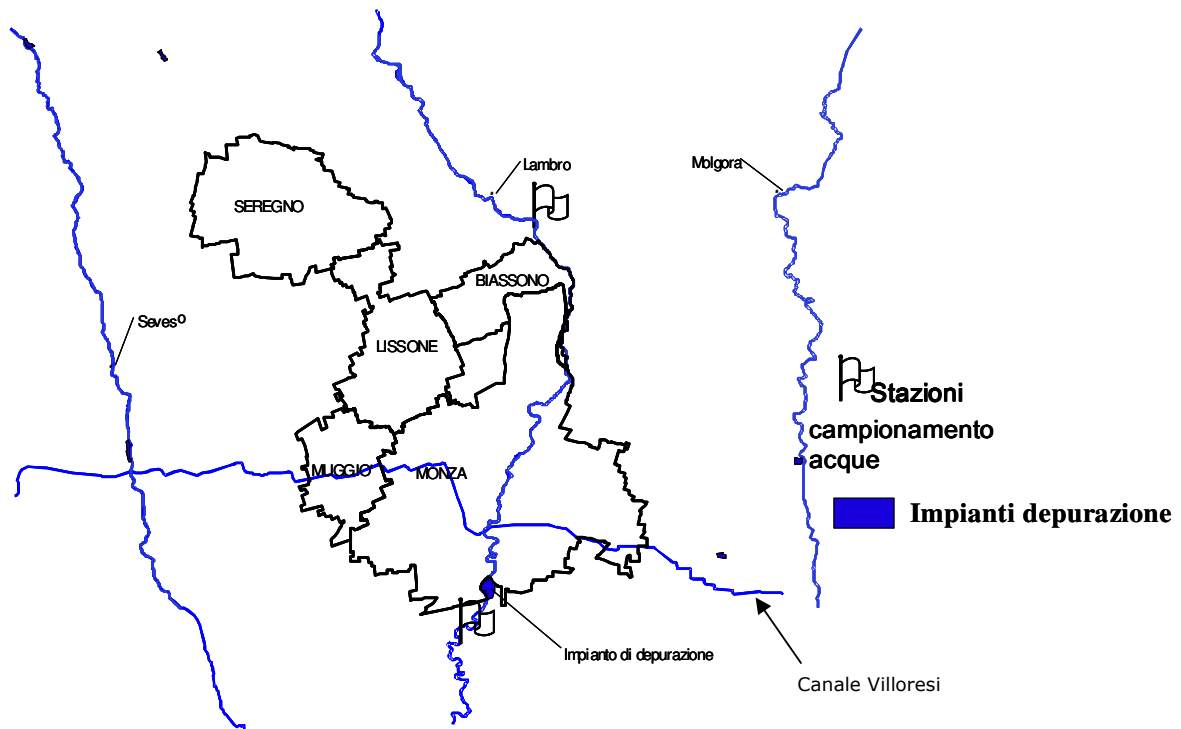 Lambro
Molgora
SEREGNO
BIASSONO
Seveso
LISSONE
Stazioni
campionamento
acque
MUGGIO
MONZA
Impianti depurazione
Impianto di depurazione
Canale Villoresi